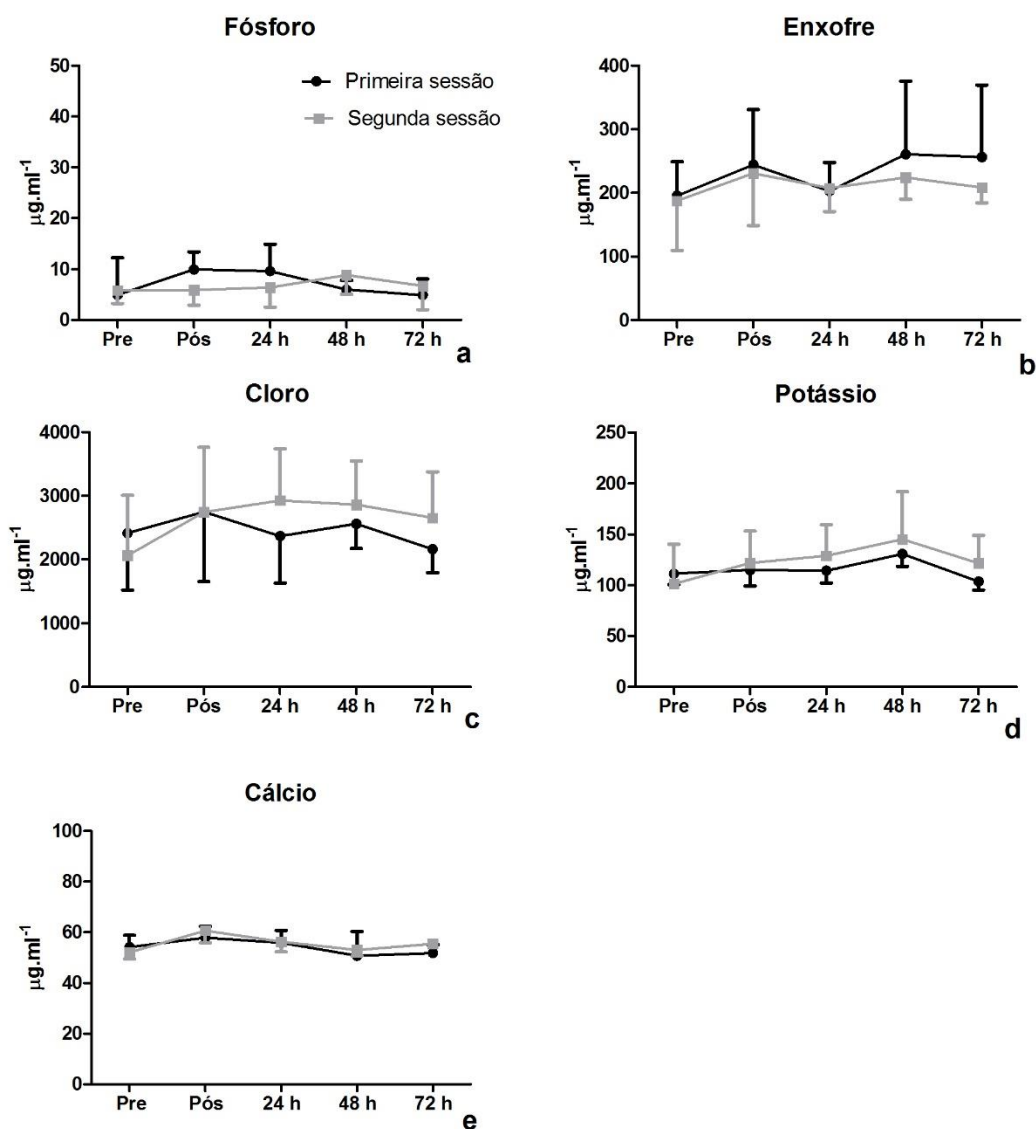 Fósforo
50
40
30
20
10
0
μg.ml-1
Primeira sessão
Segunda sessão
Pre Pós 24 h 48 h 72 h
a
Enxofre
400
300
200
100
0
μg.ml-1
Pre Pós 24 h 48 h 72 h
b
Cloro
4000
3000
2000
1000
0
μg.ml-1
Pre Pós 24 h 48 h 72 h
c
Potássio
250
200
150
100
50
0
μg.ml-1
Pre Pós 24 h 48 h 72 h
d
Cálcio
100
80
60
40
20
0
μg.ml-1
Pre Pós 24 h 48 h 72 h
e